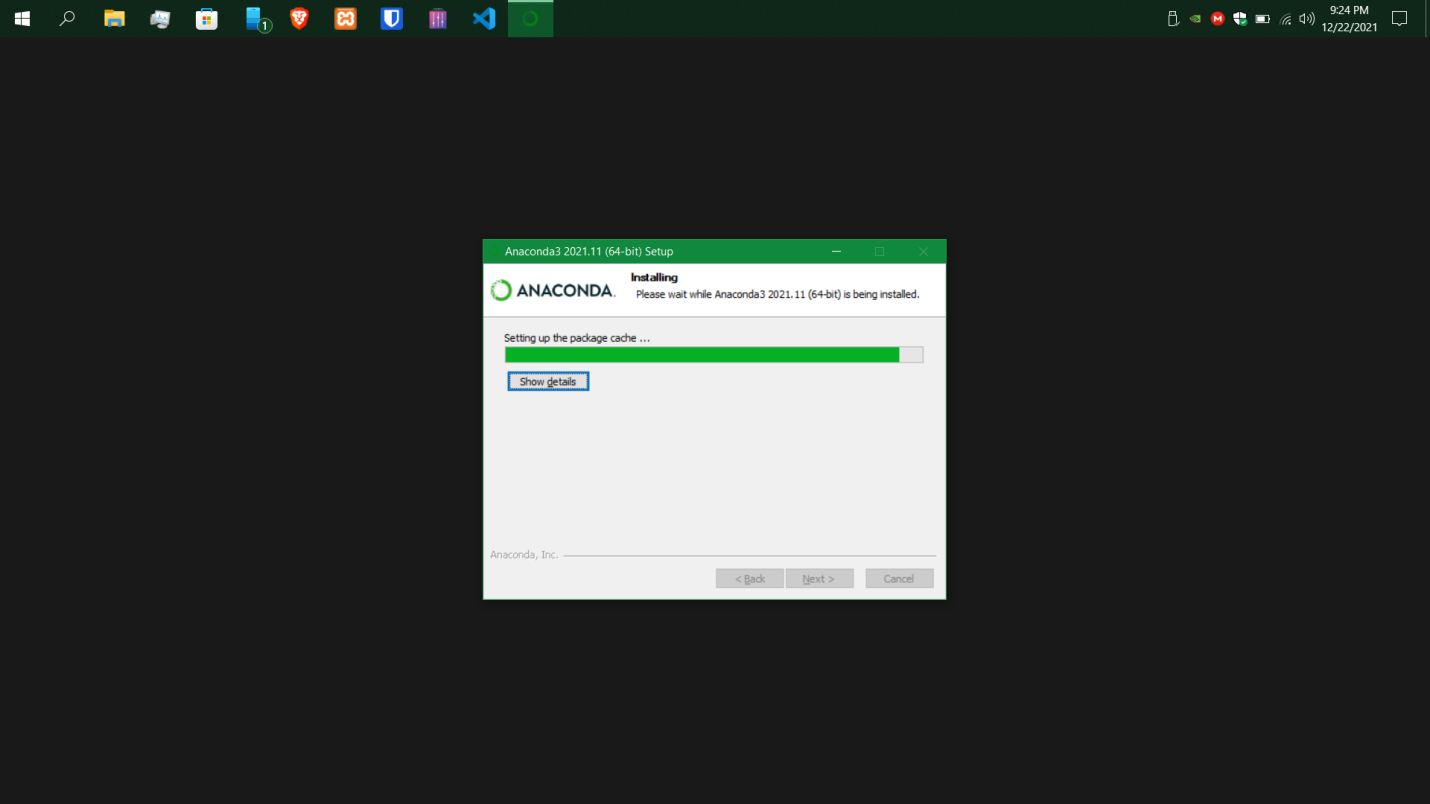 1
9:24 PM
12/22/2021
Anaconda3 2021.11 (64-bit) Setup
ANACONDA.
Installing
Please wait while Anaconda3 2021.11 (64-bit) is being installed.
Setting up the package cache ...
Show details
Anaconda, Inc.
< Back
Next >
Cancel